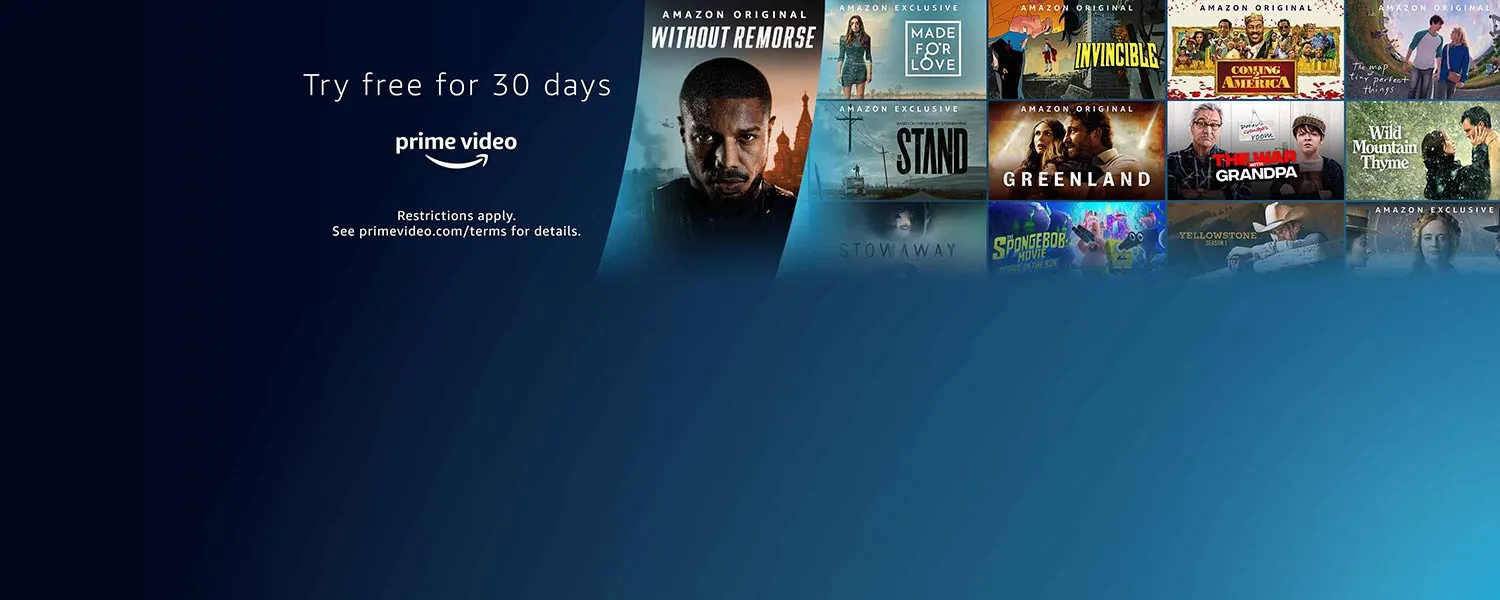 Try free for 30 days
prime video
Restrictions apply.
See primevideo.com/terms for details.
AMAZON ORIGINAL
WITHOUT REMORSE
AMAZON EXCLUSIVE
MADE
FOR
LOVE
AMAZON ORIGINAL
INVINCIBLE
AMAZON ORIGINAL
COMING
2
AMERICA
AMAZON ORIGINAL
The map
of
tiny perfect
things
AMAZON EXCLUSIVE
THE
STAND
AMAZON ORIGINAL
GREENLAND
Grandpa's
room
THE WAR
WITH
GRANDPA
Wild
Mountain
Thyme
STOWAWAY
THE
SPONGEBOB
MOVIE
SPONGE ON THE RUN
YELLOWSTONE
SEASON 1
AMAZON EXCLUSIVE